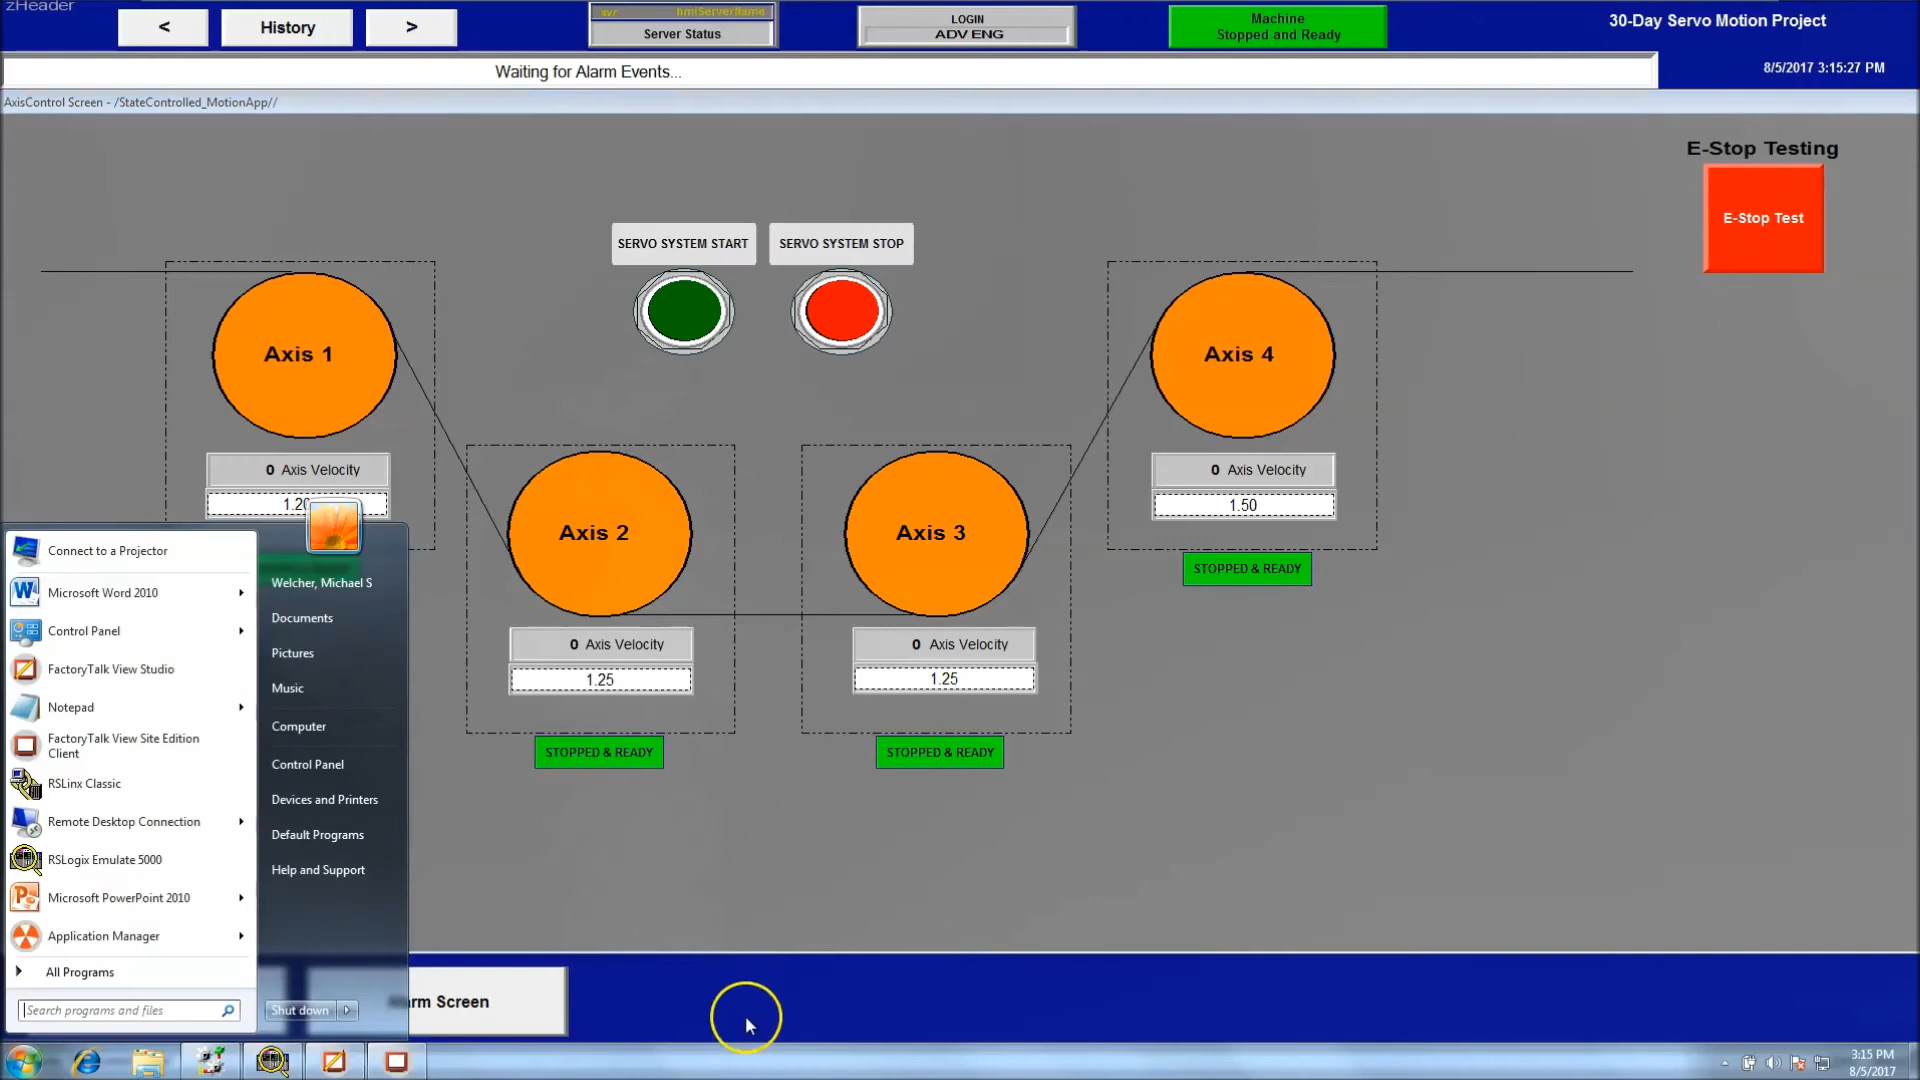 zHeader
<
History
>
svr hmiServerName
Server Status
LOGIN
ADV ENG
Machine
Stopped and Ready
30-Day Servo Motion Project
Waiting for Alarm Events...
8/5/2017 3:15:27 PM
AxisControl Screen - /StateControlled_MotionApp//
E-Stop Testing
E-Stop Test
SERVO SYSTEM START
SERVO SYSTEM STOP
Axis 1
0 Axis Velocity
1.20
Axis 2
0 Axis Velocity
1.25
STOPPED & READY
Axis 3
0 Axis Velocity
1.25
STOPPED & READY
Axis 4
0 Axis Velocity
1.50
STOPPED & READY
Connect to a Projector
Microsoft Word 2010
Control Panel
FactoryTalk View Studio
Notepad
FactoryTalk View Site Edition
Client
RSLinx Classic
Remote Desktop Connection
RSLogix Emulate 5000
Microsoft PowerPoint 2010
Application Manager
All Programs
Search programs and files
Welcher, Michael S
Documents
Pictures
Music
Computer
Control Panel
Devices and Printers
Default Programs
Help and Support
Shut down
rm Screen
3:15 PM
8/5/2017